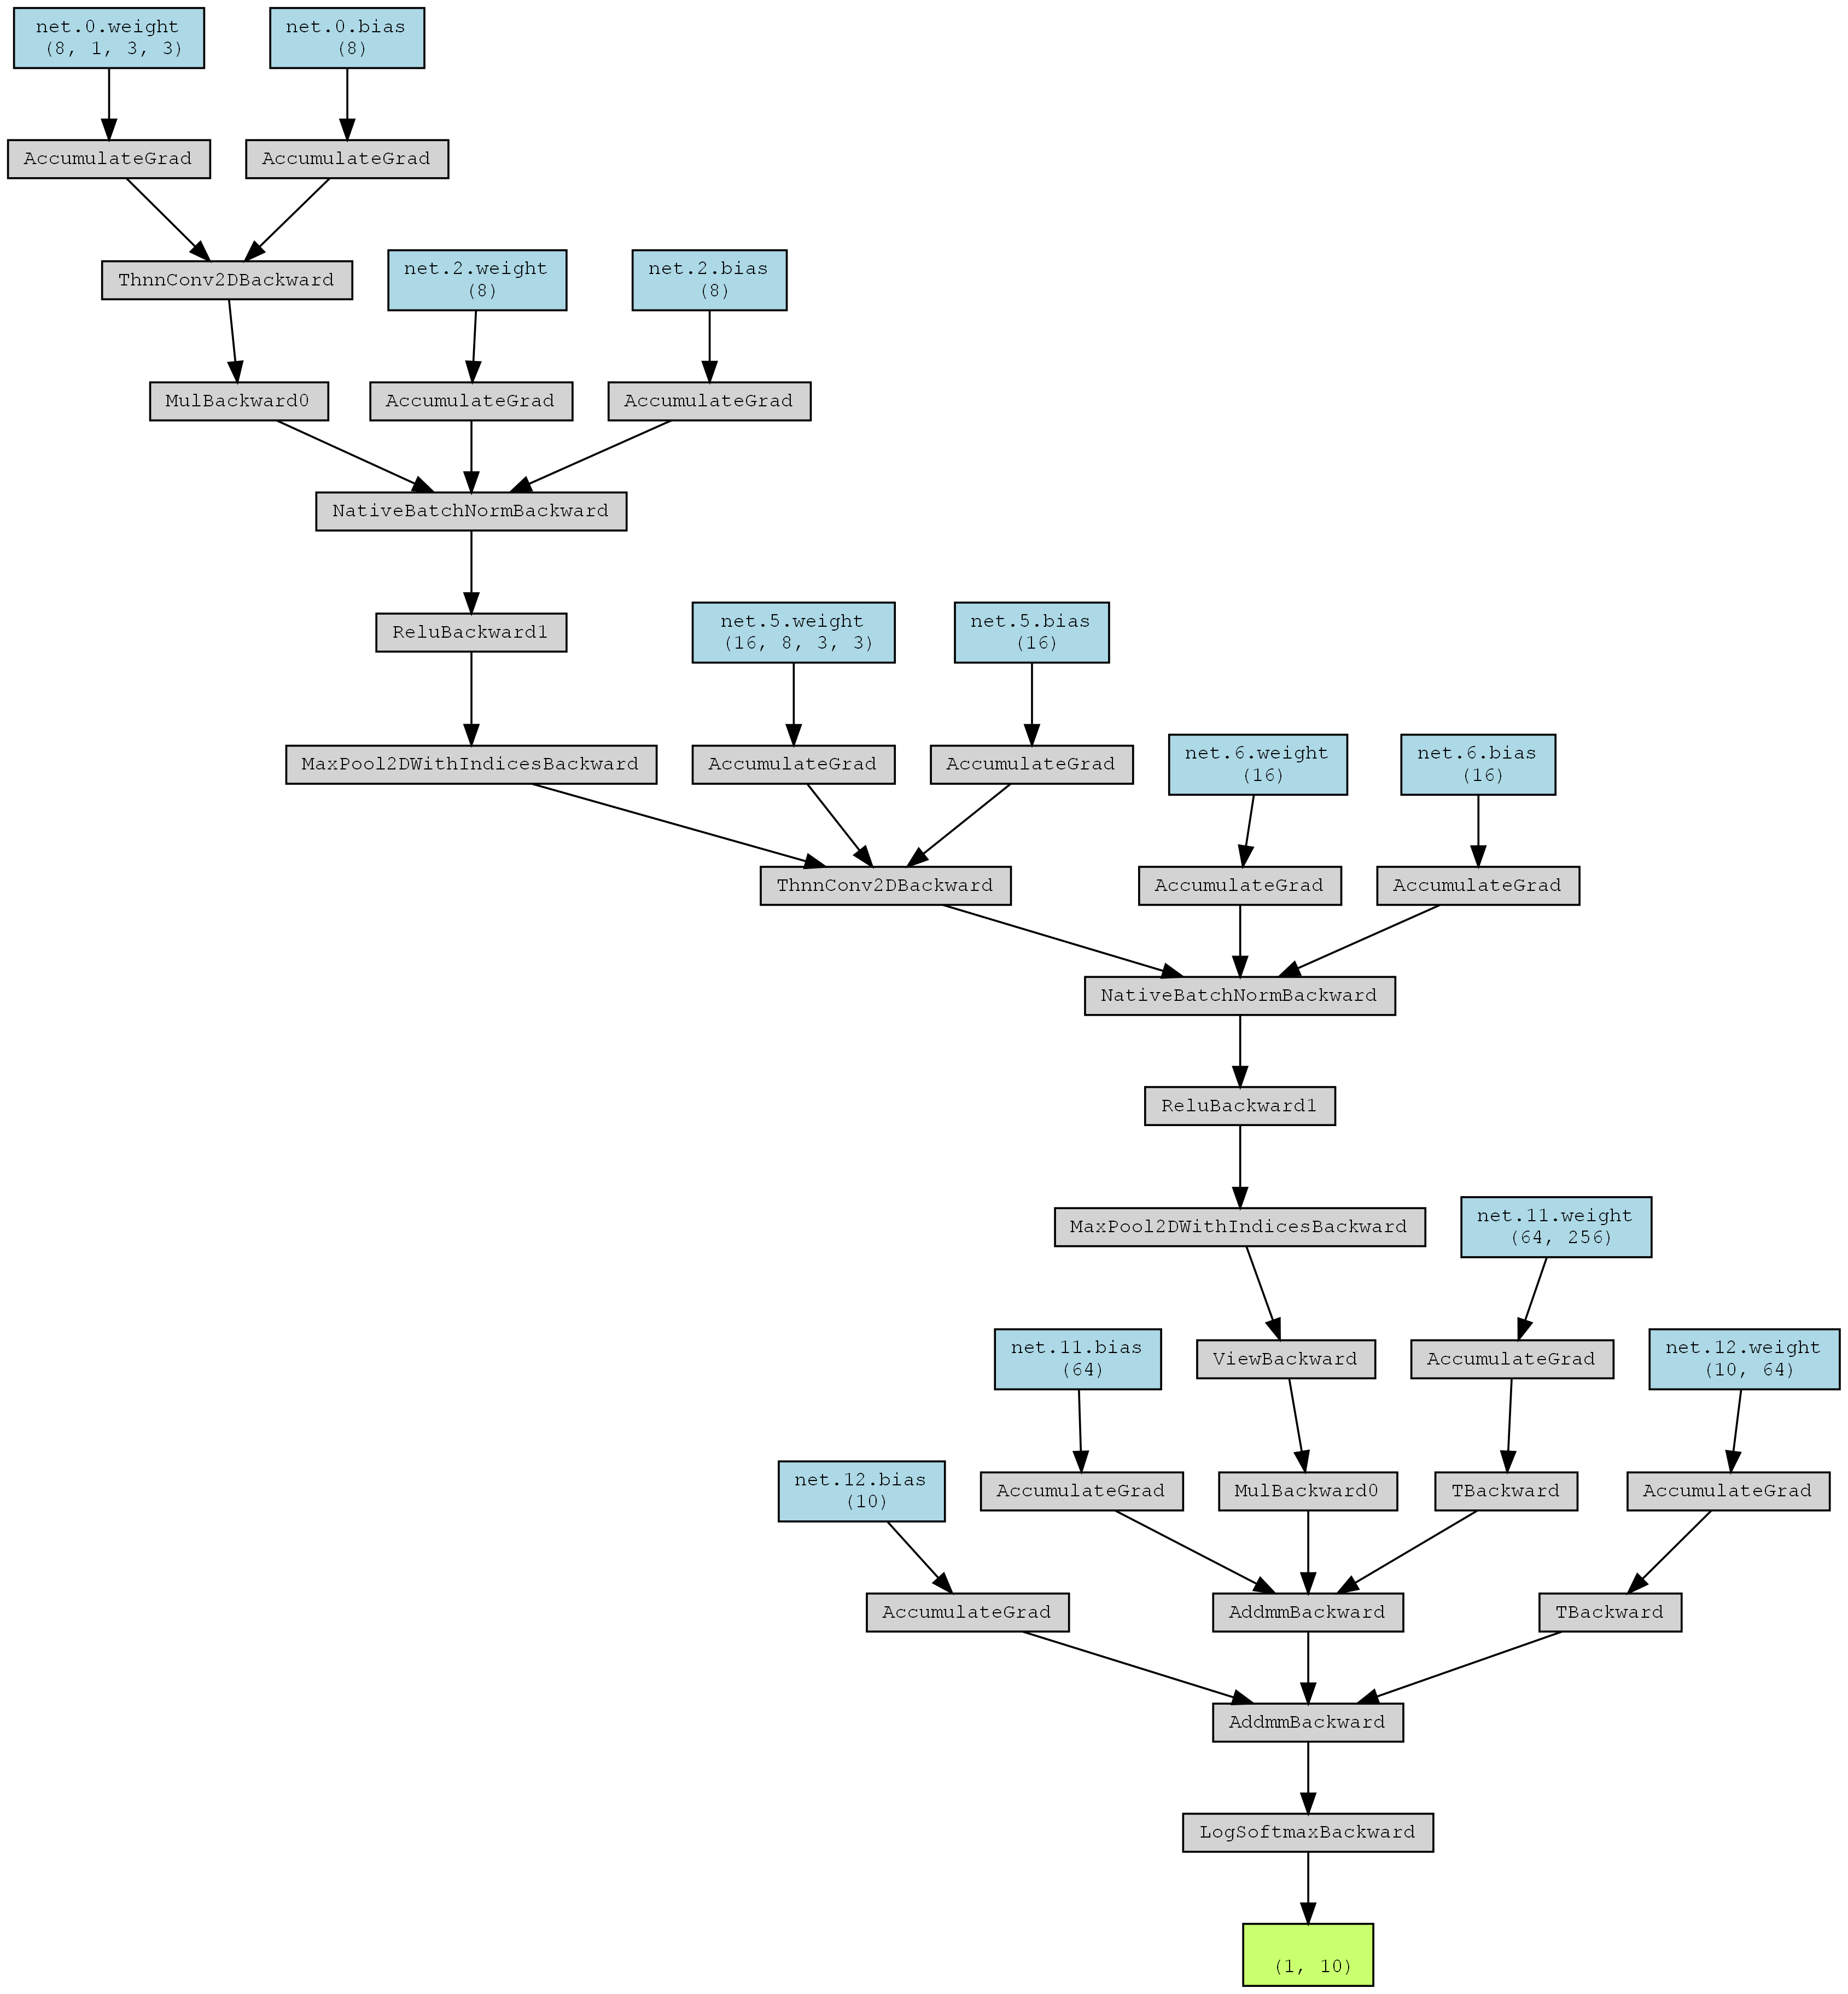 net.0.weight
(8, 1, 3, 3)
net.0.bias
(8)
AccumulateGrad
AccumulateGrad
ThnnConv2DBackward
net.2.weight
(8)
net.2.bias
(8)
MulBackward0
AccumulateGrad
AccumulateGrad
NativeBatchNormBackward
ReluBackward1
net.5.weight
(16, 8, 3, 3)
net.5.bias
(16)
MaxPool2DWithIndicesBackward
AccumulateGrad
AccumulateGrad
net.6.weight
(16)
net.6.bias
(16)
ThnnConv2DBackward
AccumulateGrad
AccumulateGrad
NativeBatchNormBackward
ReluBackward1
MaxPool2DWithIndicesBackward
net.11.weight
(64, 256)
net.11.bias
(64)
ViewBackward
AccumulateGrad
net.12.weight
(10, 64)
net.12.bias
(10)
AccumulateGrad
MulBackward0
TBackward
AccumulateGrad
AccumulateGrad
AddmmBackward
TBackward
AddmmBackward
LogSoftmaxBackward
(1, 10)